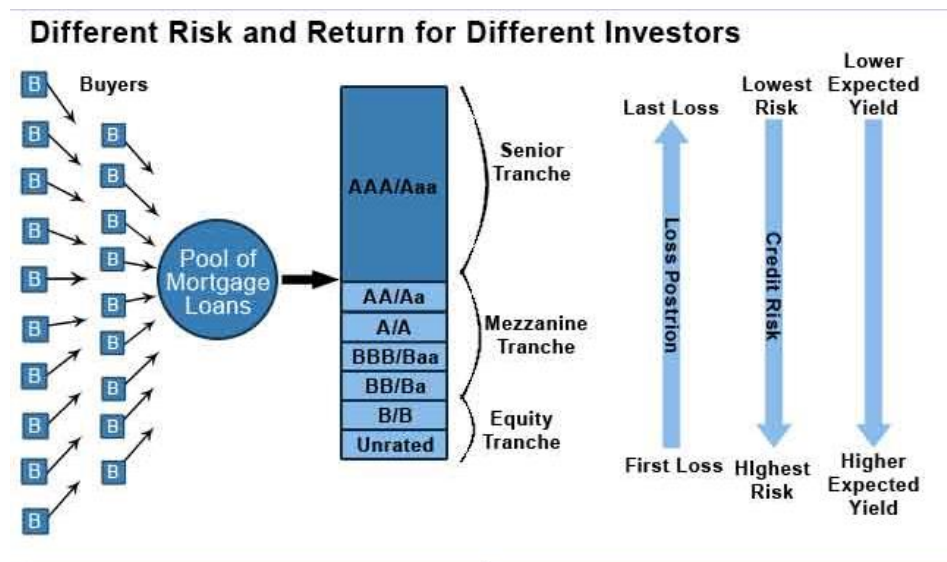 Different Risk and Return for Different Investors
B
B
B
B
B
B
B
B
B
B
Buyers
B
B
B
B
B
B
B
B
B
Pool of
Mortgage
Loans
AAA/Aaa
AA/Aa
A/A
BBB/Baa
BB/Ba
B/B
Unrated
Senior
Tranche
Mezzanine
Tranche
Equity
Tranche
Last Loss
Loss Postrion
First Loss
Lowest
Risk
Credit Risk
HIghest
Risk
Lower
Expected
Yield
Higher
Expected
Yield